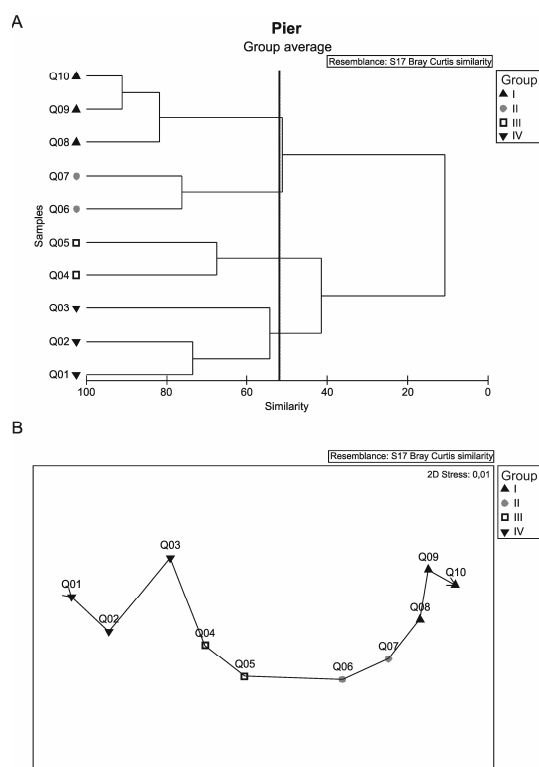 A
Pier
Group average
Resemblance: S17 Bray Curtis similarity
Group
I
II
III
IV
Q10
Q09
Q08
Q07
Q06
Q05
Q04
Q03
Q02
Q01
Samples
100 80 60 40 20 0
Similarity
B
Resemblance: S17 Bray Curtis similarity
2D Stress: 0,01
Group
I
II
III
IV
Q01
Q02
Q03
Q04
Q05
Q06
Q07
Q08
Q09
Q10